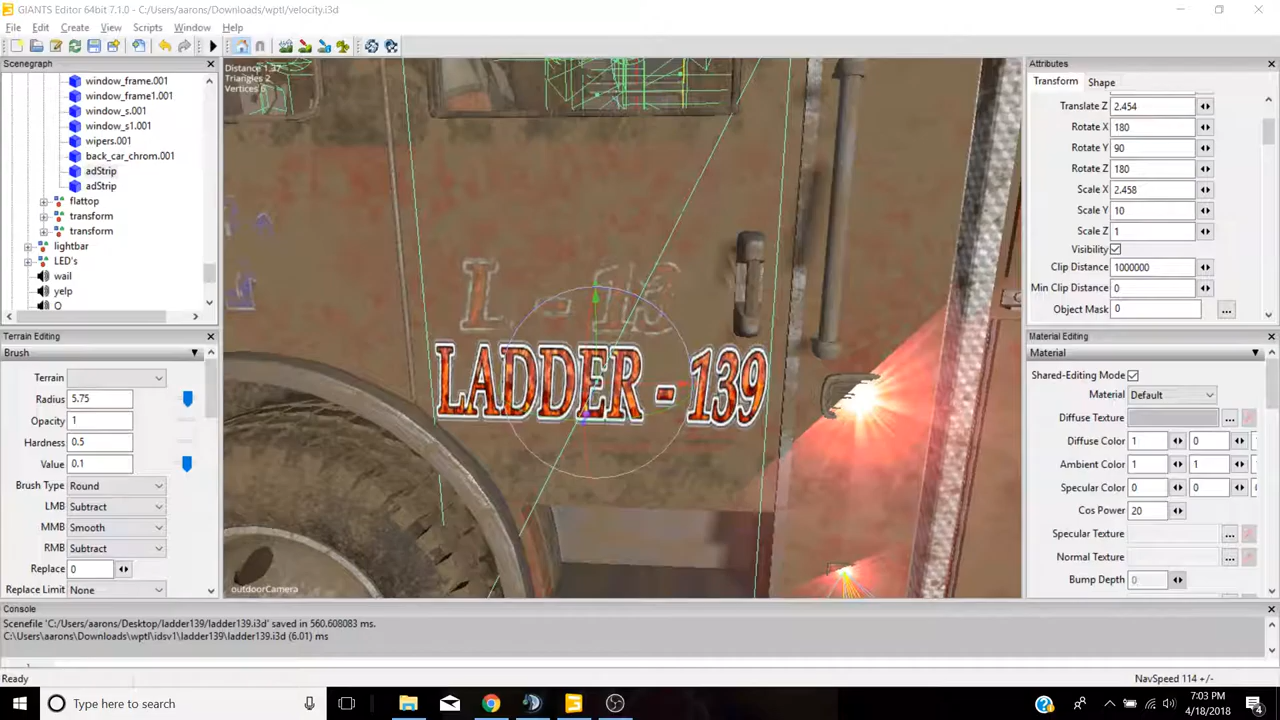 GIANTS Editor 64bit 7.1.0 - C:/Users/aarons/Downloads/wptl/velocity.i3d
File Edit Create View Scripts Window Help
Scenegraph
window_frame.001
window_frame1.001
window_s.001
window_s1.001
wipers.001
back_car_chrom.001
adStrip
adStrip
flattop
transform
transform
lightbar
LED's
wail
yelp
O
Terrain Editing
Brush
Terrain
Radius 5.75
Opacity 1
Hardness 0.5
Value 0.1
Brush Type Round
LMB Subtract
MMB Smooth
RMB Subtract
Replace 0
Replace Limit None
Distance 1.37
Triangles 2
Vertices 6
L - 13
LADDER - 139
outdoorCamera
Attributes
Transform Shape
Translate Z 2.454
Rotate X 180
Rotate Y 90
Rotate Z 180
Scale X 2.458
Scale Y 10
Scale Z 1
Visibility
Clip Distance 1000000
Min Clip Distance 0
Object Mask 0 ...
Material Editing
Material
Shared-Editing Mode
Material Default
Diffuse Texture ...
Diffuse Color 1 0
Ambient Color 1 1
Specular Color 0 0
Cos Power 20
Specular Texture ...
Normal Texture ...
Bump Depth 0
Console
Scenefile 'C:/Users/aarons/Desktop/ladder139/ladder139.i3d' saved in 560.608083 ms.
C:\Users\aarons\Downloads\wptl\idsv1\ladder139\ladder139.i3d (6.01) ms
Ready
NavSpeed 114 +/-
Type here to search
7:03 PM
4/18/2018